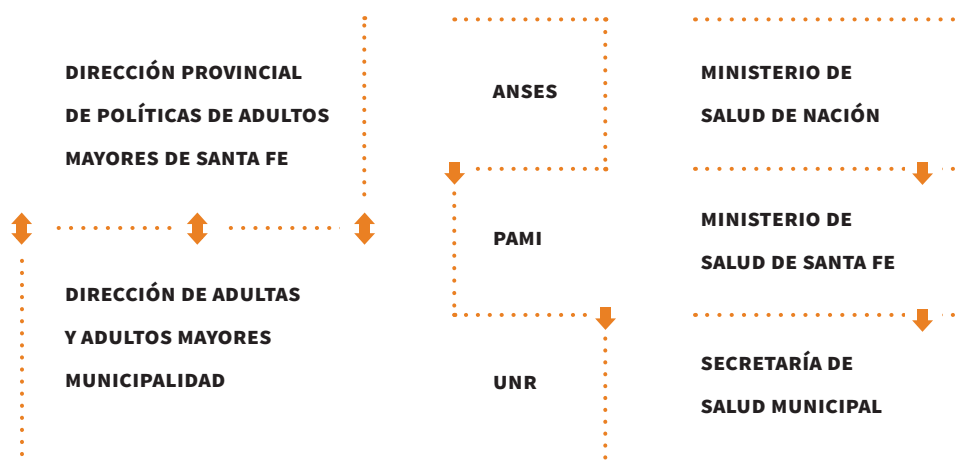 DIRECCIÓN PROVINCIAL
DE POLÍTICAS DE ADULTOS
MAYORES DE SANTA FE
DIRECCIÓN DE ADULTAS
Y ADULTOS MAYORES
MUNICIPALIDAD
ANSES
PAMI
UNR
MINISTERIO DE
SALUD DE NACIÓN
MINISTERIO DE
SALUD DE SANTA FE
SECRETARÍA DE
SALUD MUNICIPAL